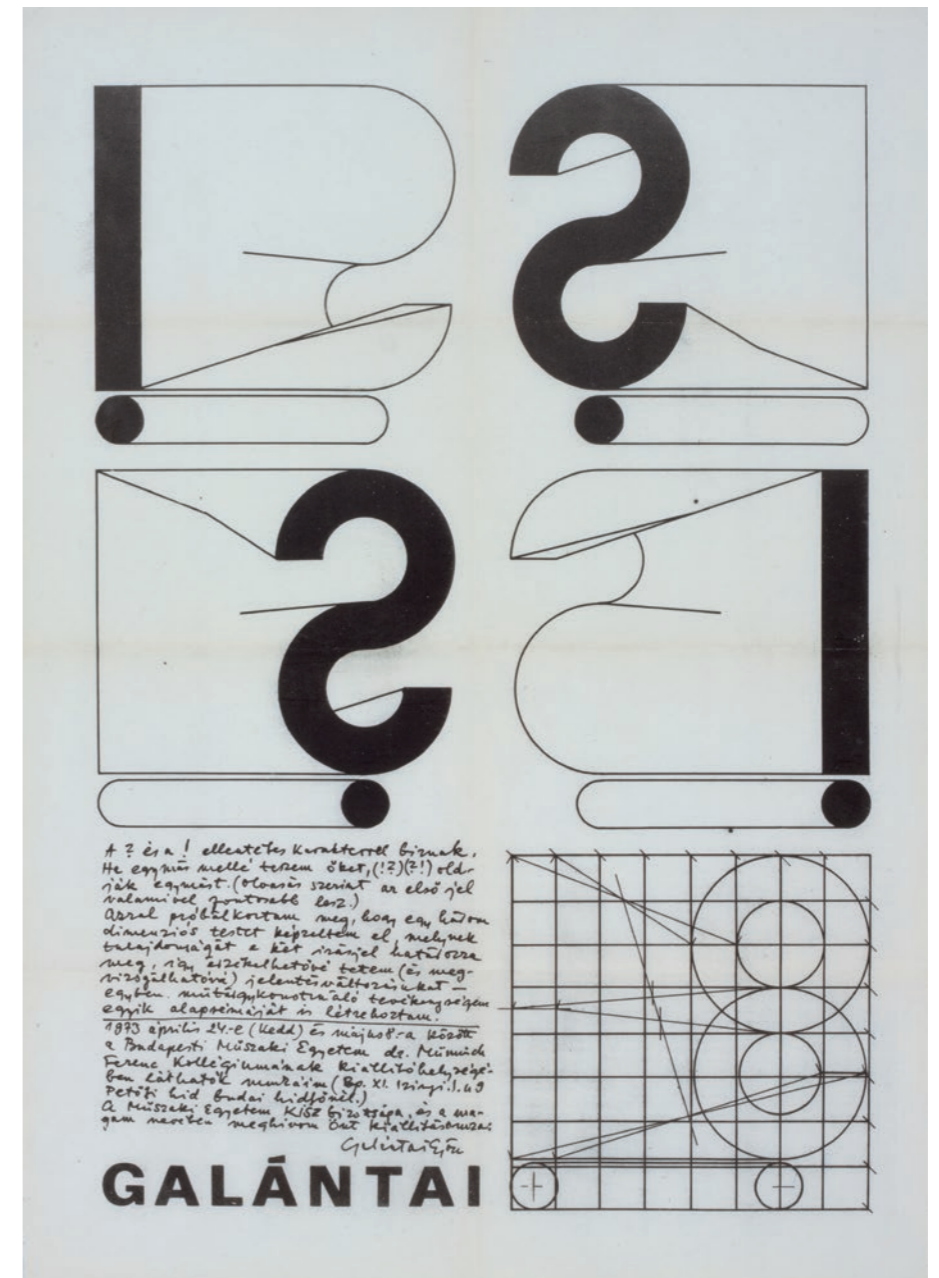 A ? és a ! ellentétes karakterrel bírnak.
Ha egymás mellé teszem őket, (!?)(?!) old-
ják egymást. (olvasás szerint az első jel
valamivel fontosabb lesz.)
Azzal próbálkoztam meg, hogy egy három
dimenziós testet képzeltem el, melynek
tulajdonságát a két írásjel határozza
meg, így érzékelhetővé tettem (és meg-
vizsgálhatóvá) jelentésváltozásukat –
egyben műtárgykonstruáló tevékenységem
egyik alapsémáját is létrehoztam.
1973 április 24.-e (kedd) és május 8.-a között
a Budapesti Műszaki Egyetem dr. Münnich
Ferenc Kollégiumának kiállítóhelyiségé-
ben láthatók munkáim (Bp. XI. Irinyi J. u 9
Petőfi híd budai hídfőnél.)
A Műszaki Egyetem KISZ bizottsága, és a ma-
gam nevében meghívom Önt kiállításomra:
Galántai
GALÁNTAI